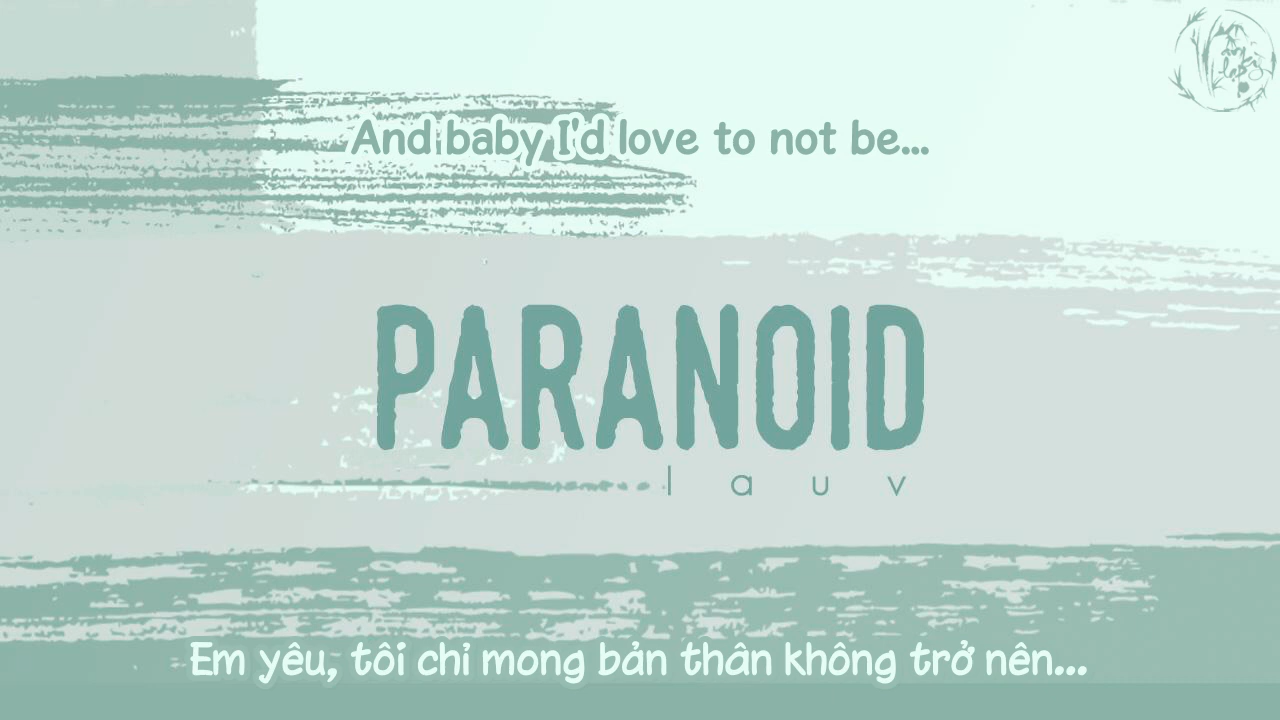 And baby I'd love to not be...
PARANOID
lauv
Em yêu, tôi chỉ mong bản thân không trở nên...